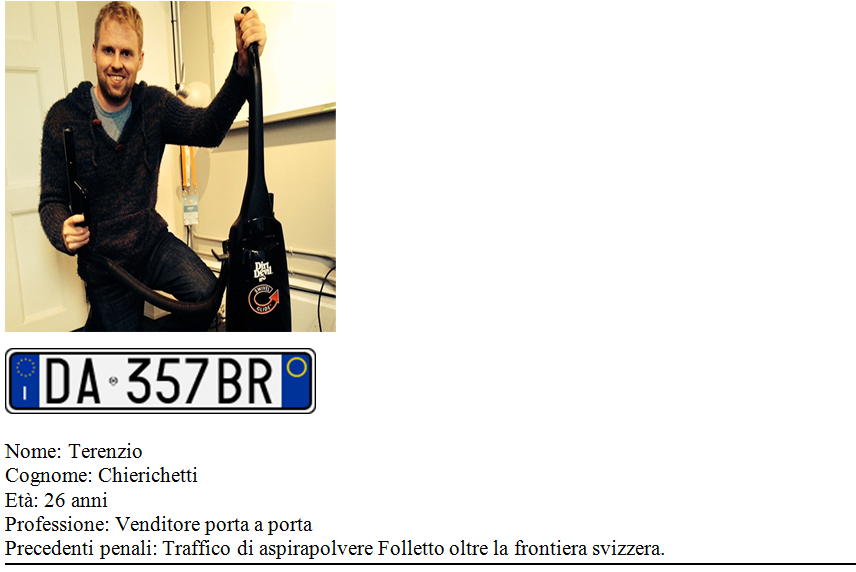 Dirt
Devil
SWIVEL
GLIDE
I DA 357BR
Nome: Terenzio
Cognome: Chierichetti
Età: 26 anni
Professione: Venditore porta a porta
Precedenti penali: Traffico di aspirapolvere Folletto oltre la frontiera svizzera.